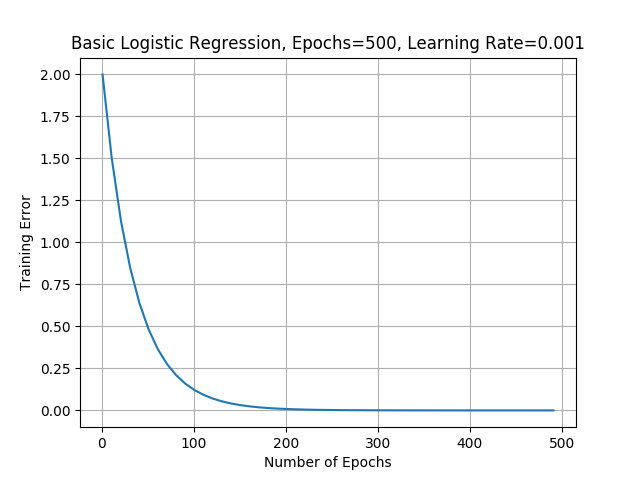 Basic Logistic Regression, Epochs=500, Learning Rate=0.001
2.00
1.75
1.50
1.25
1.00
0.75
0.50
0.25
0.00
Training Error
0 100 200 300 400 500
Number of Epochs